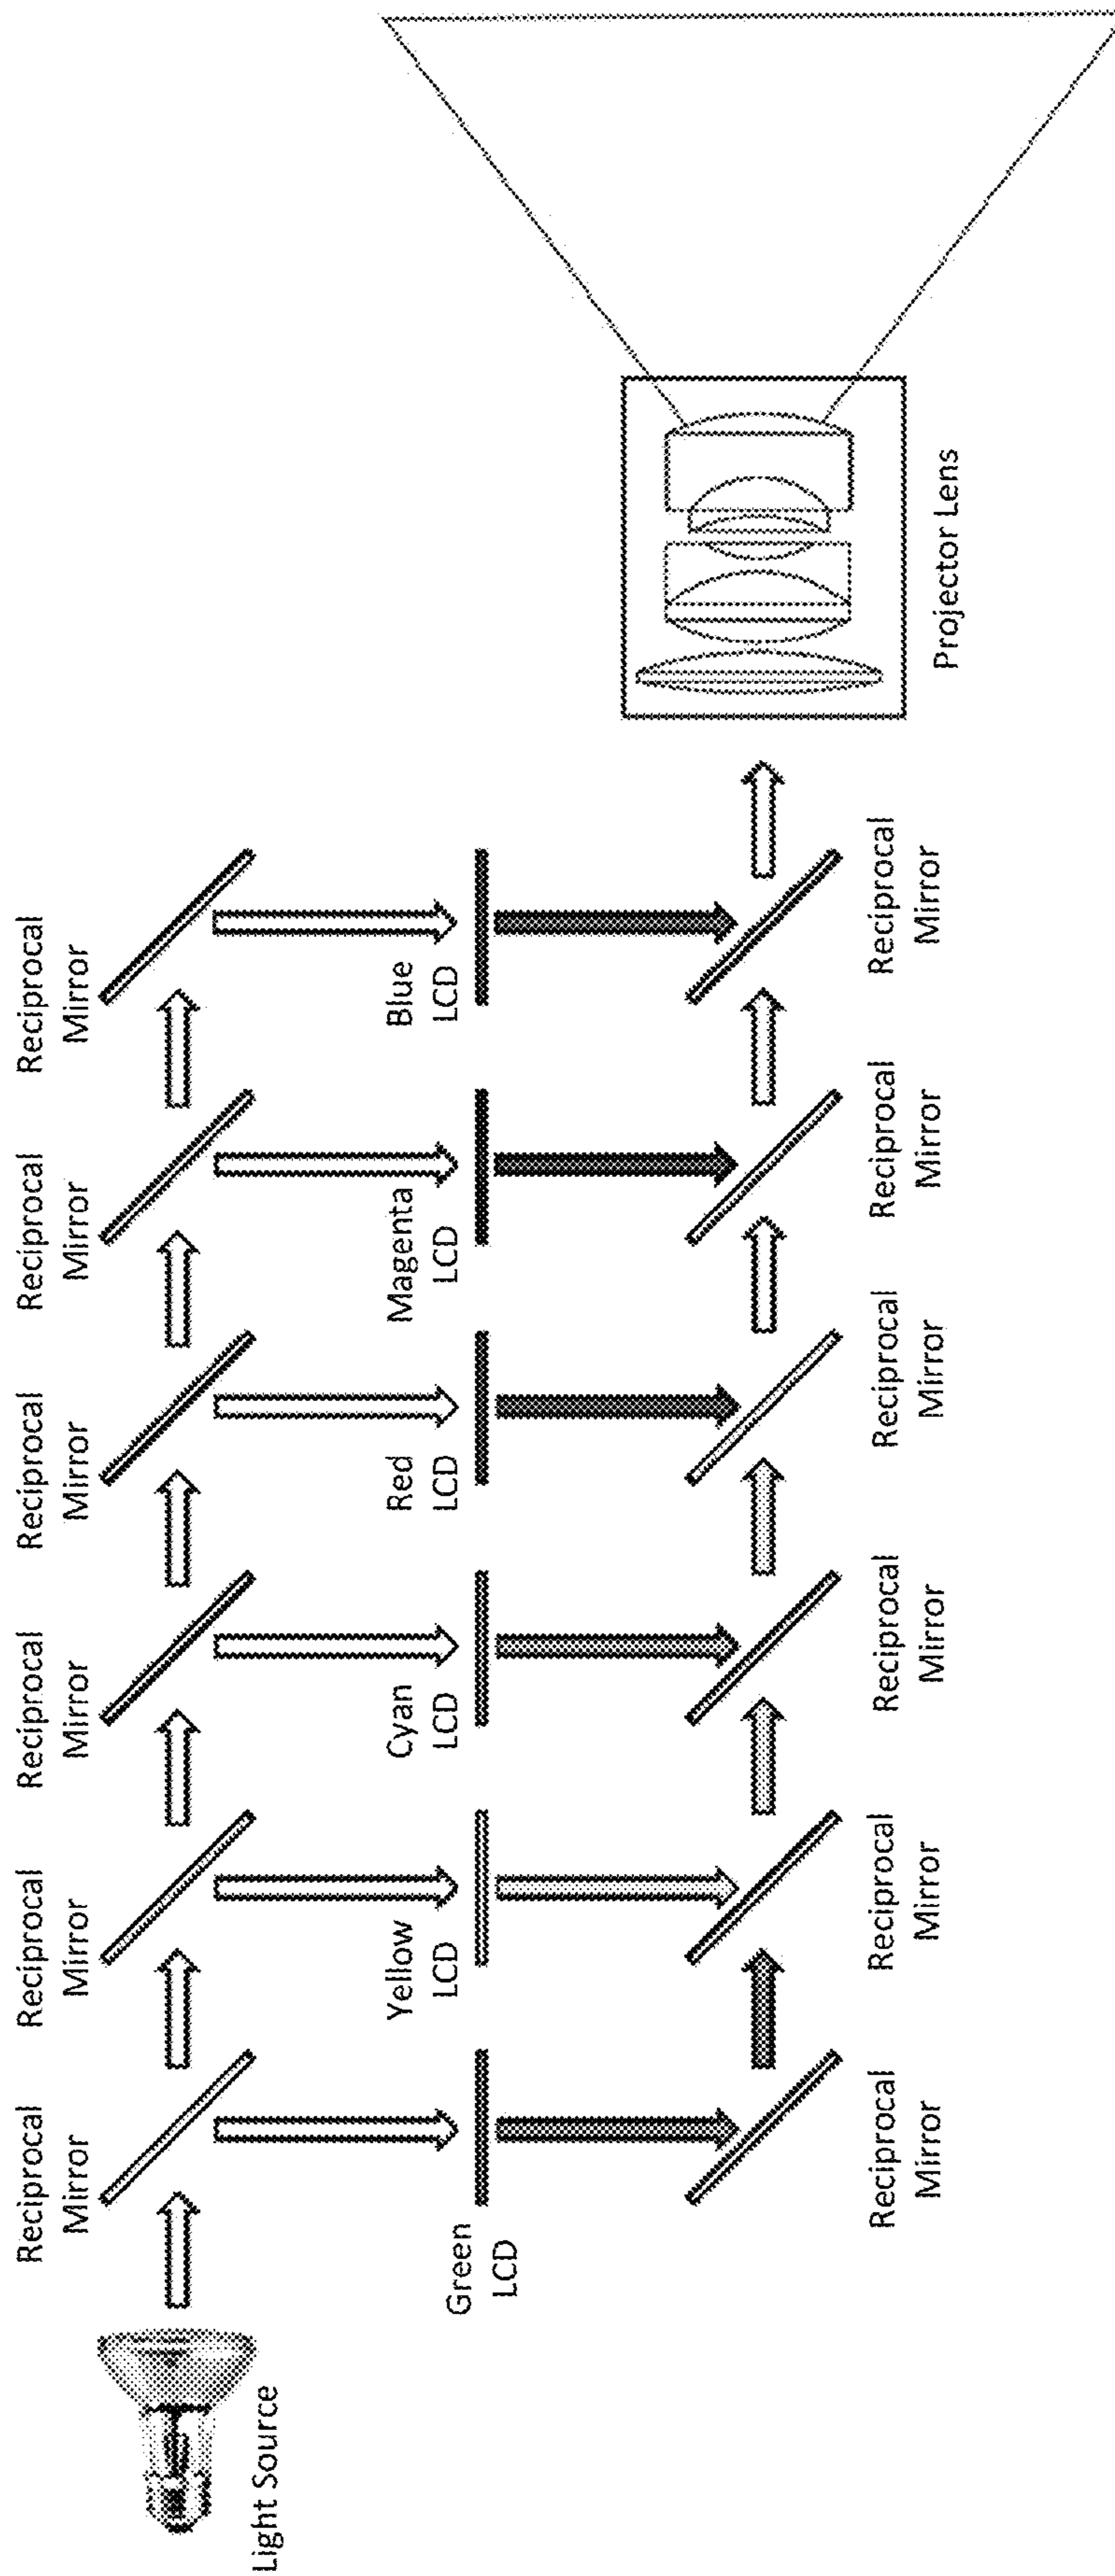 Reciprocal
Mirror
Reciprocal
Mirror
Reciprocal
Mirror
Reciprocal
Mirror
Reciprocal
Mirror
Reciprocal
Mirror
Light Source
Green
LCD
Yellow
LCD
Cyan
LCD
Red
LCD
Magenta
LCD
Blue
LCD
Reciprocal
Mirror
Reciprocal
Mirror
Reciprocal
Mirror
Reciprocal
Mirror
Reciprocal
Mirror
Reciprocal
Mirror
Projector Lens